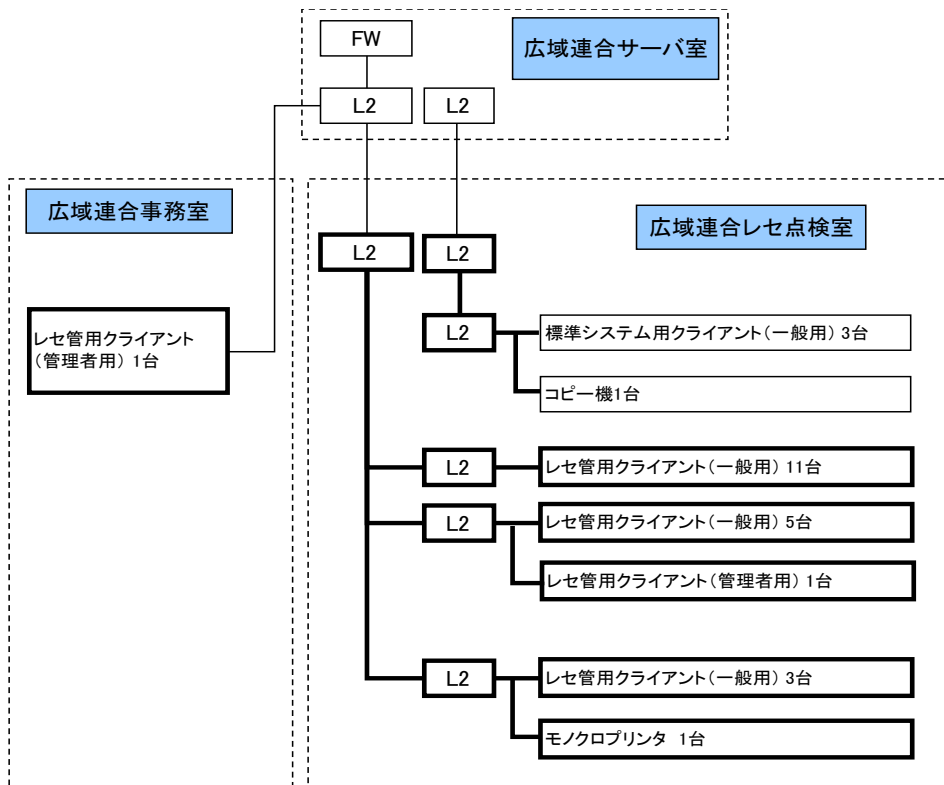 FW
広域連合サーバ室
L2
L2
広域連合事務室
広域連合レセ点検室
L2
L2
レセ管用クライアント
(管理者用) 1台
L2
標準システム用クライアント(一般用) 3台
コピー機1台
L2
レセ管用クライアント(一般用) 11台
L2
レセ管用クライアント(一般用) 5台
レセ管用クライアント(管理者用) 1台
L2
レセ管用クライアント(一般用) 3台
モノクロプリンタ 1台